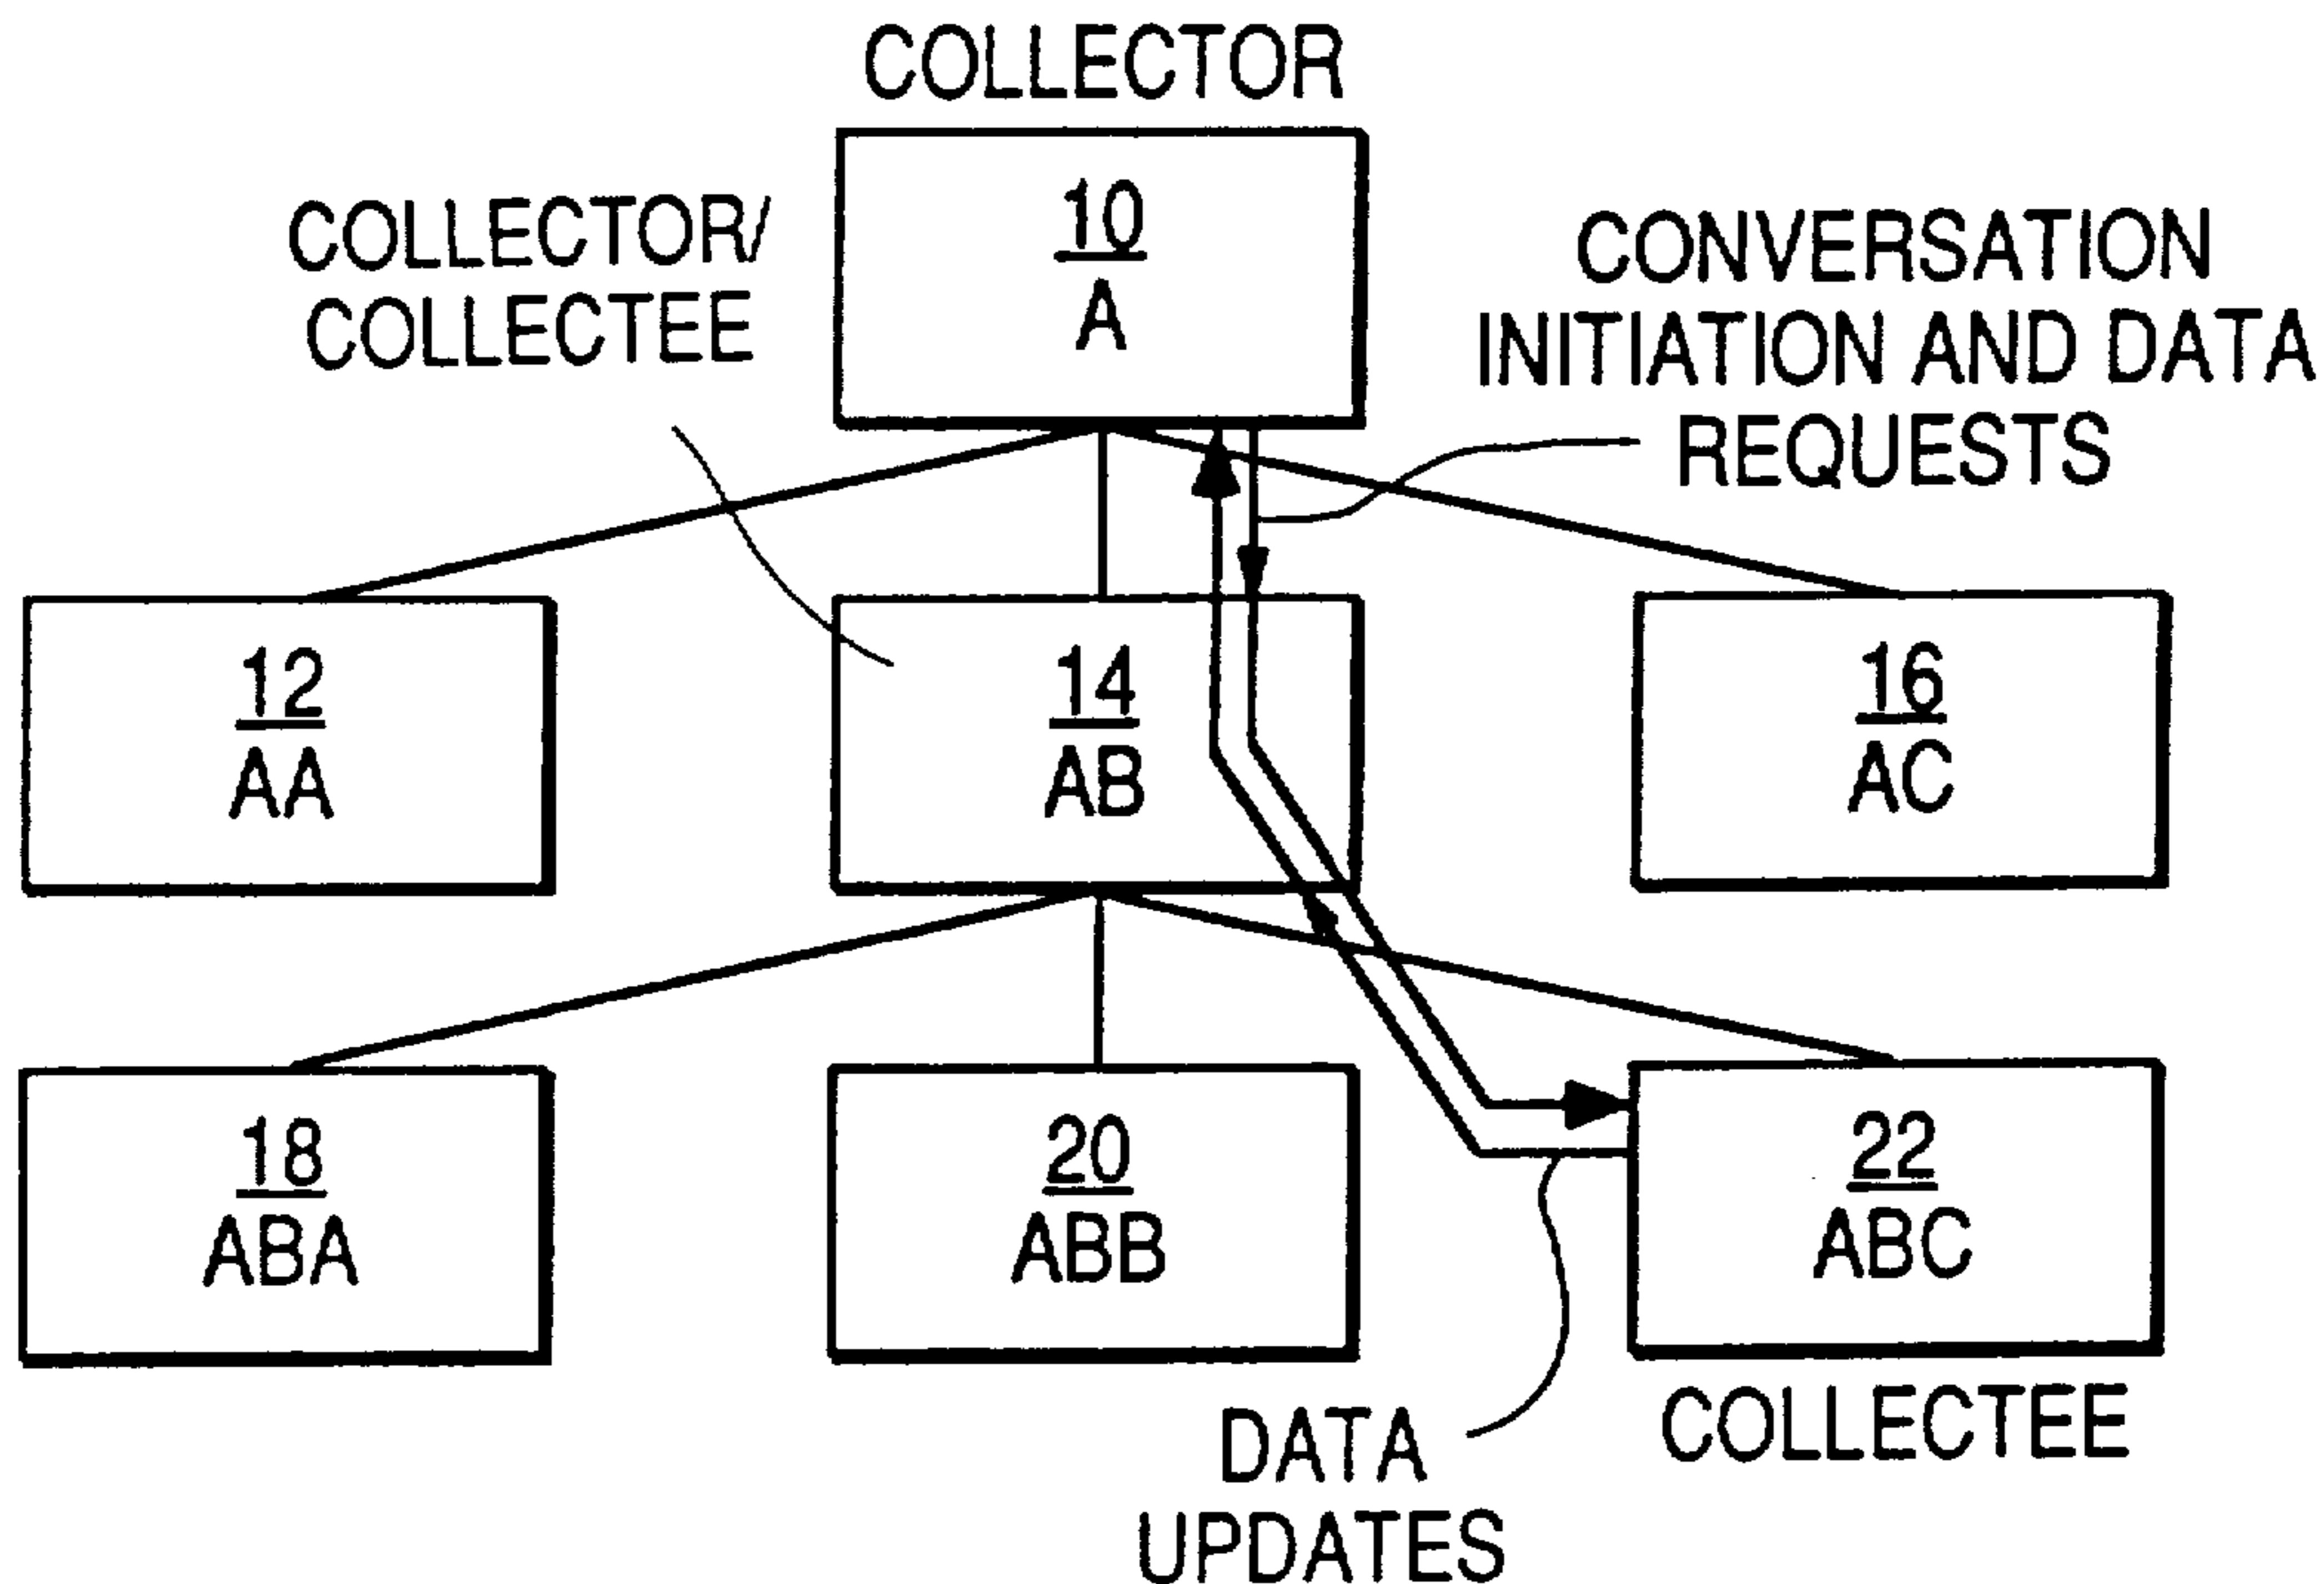 COLLECTOR
10
A
COLLECTOR/
COLLECTEE
CONVERSATION
INITIATION AND DATA
REQUESTS
12
AA
14
AB
16
AC
18
ABA
20
ABB
22
ABC
COLLECTEE
DATA
UPDATES